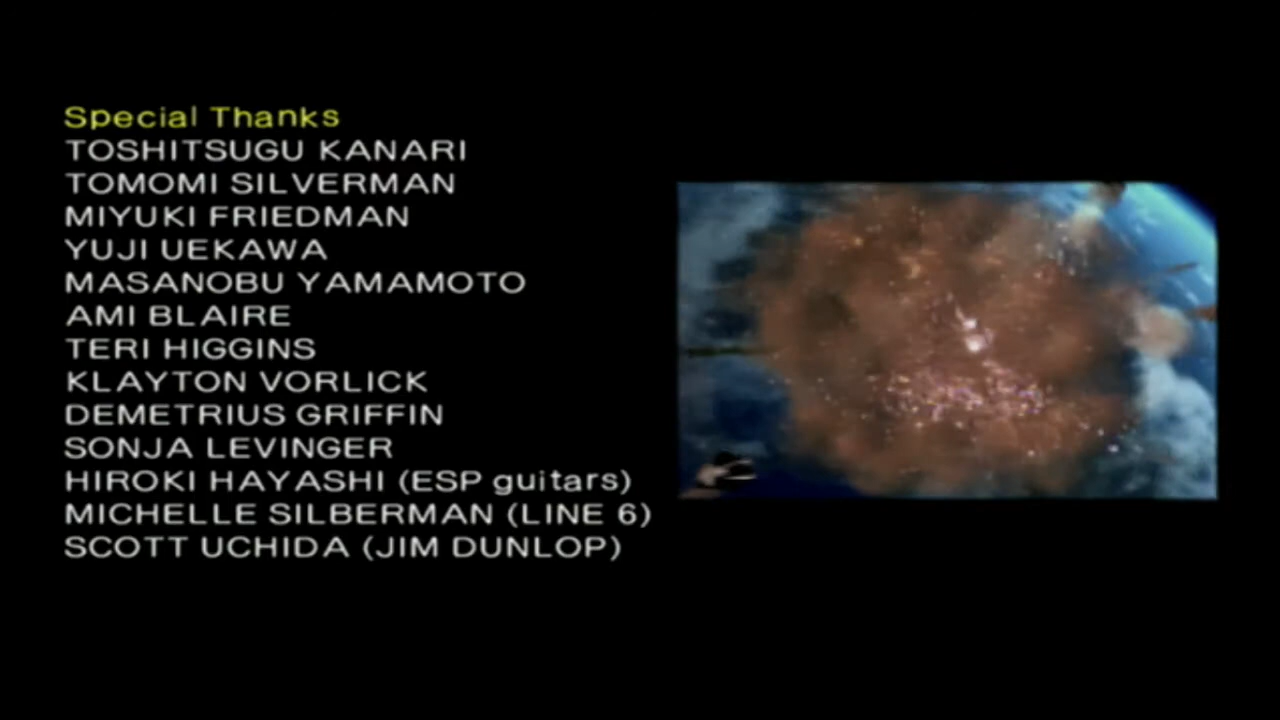 Special Thanks
TOSHITSUGU KANARI
TOMOMI SILVERMAN
MIYUKI FRIEDMAN
YUJI UEKAWA
MASANOBU YAMAMOTO
AMI BLAIRE
TERI HIGGINS
KLAYTON VORLICK
DEMETRIUS GRIFFIN
SONJA LEVINGER
HIROKI HAYASHI (ESP guitars)
MICHELLE SILBERMAN (LINE 6)
SCOTT UCHIDA (JIM DUNLOP)